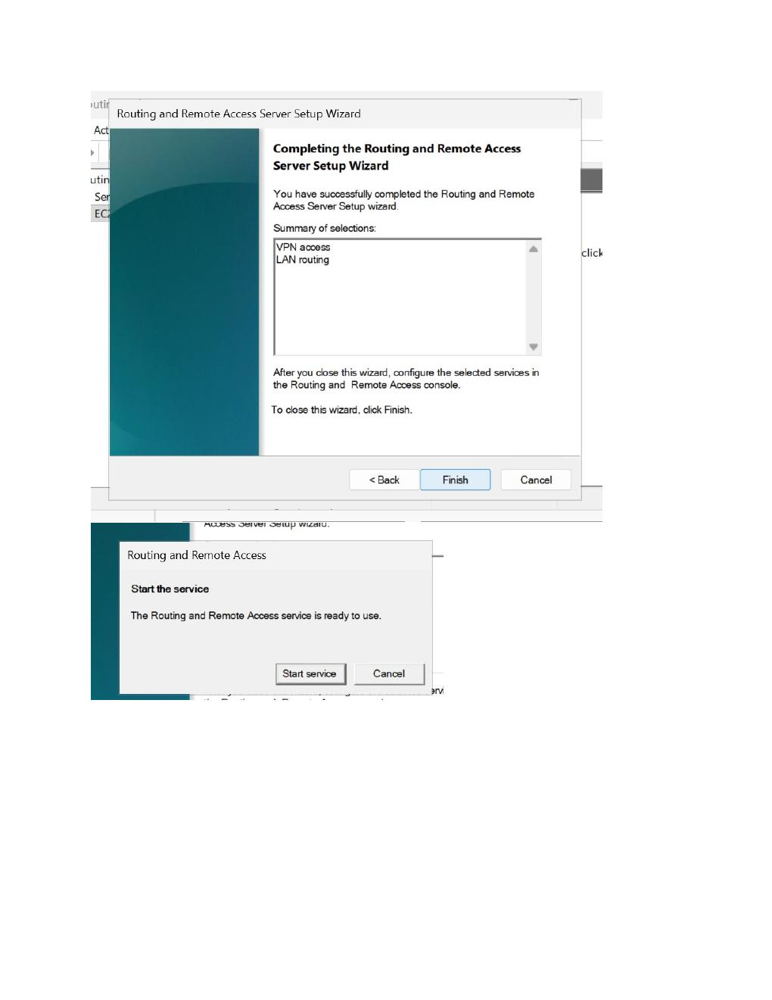 Routing and Remote Access Server Setup Wizard
Completing the Routing and Remote Access
Server Setup Wizard
You have successfully completed the Routing and Remote
Access Server Setup wizard.
Summary of selections:
VPN access
LAN routing
click
After you close this wizard, configure the selected services in
the Routing and Remote Access console.
To close this wizard, click Finish.
< Back
Finish
Cancel
Access Server Setup wizard.
Routing and Remote Access
Start the service
The Routing and Remote Access service is ready to use.
Start service
Cancel